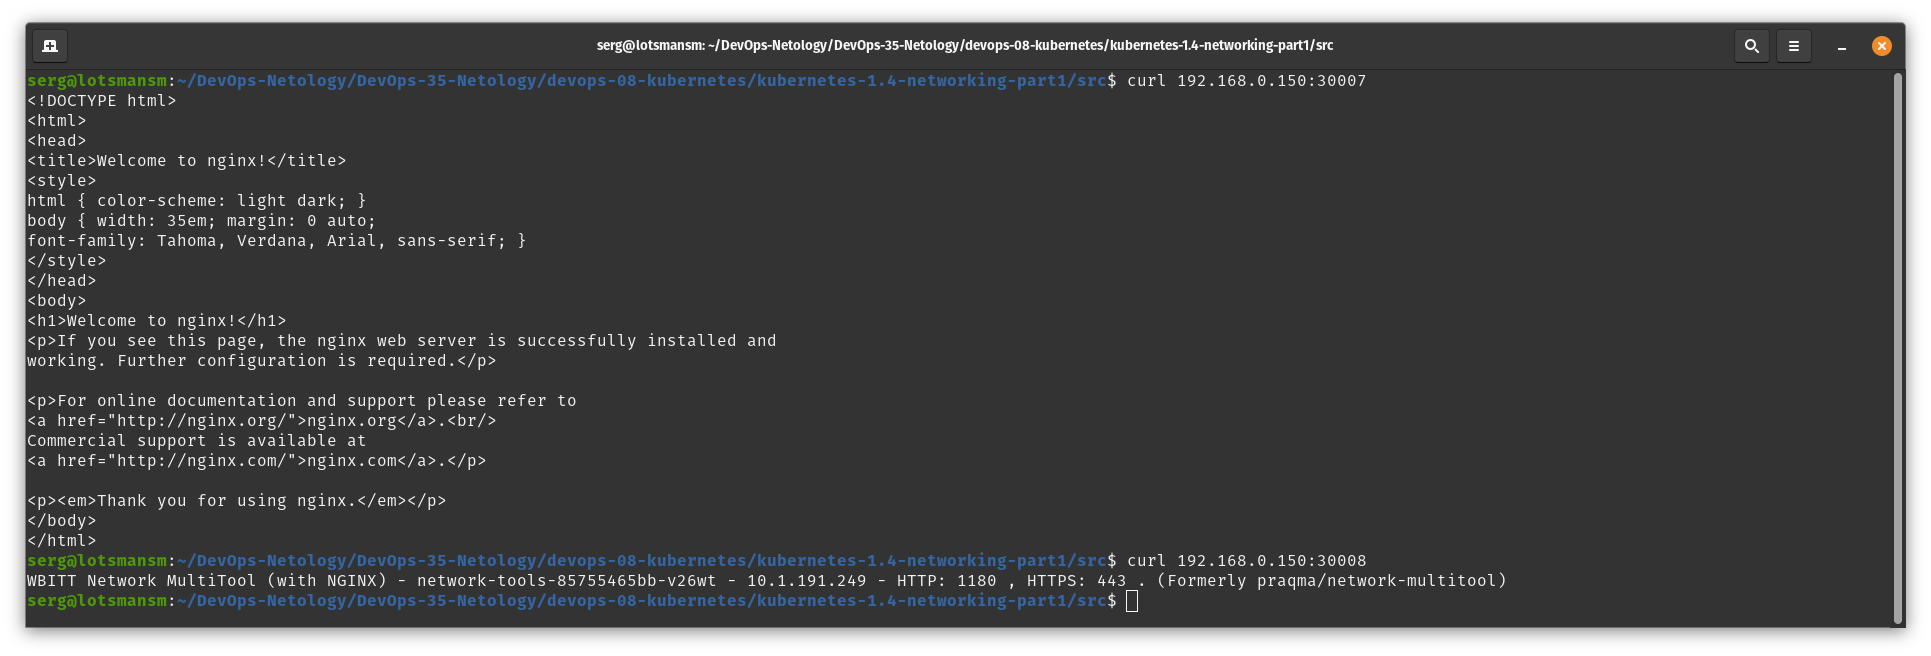 serg@lotsmansm: ~/DevOps-Netology/DevOps-35-Netology/devops-08-kubernetes/kubernetes-1.4-networking-part1/src
serg@lotsmansm:~/DevOps-Netology/DevOps-35-Netology/devops-08-kubernetes/kubernetes-1.4-networking-part1/src$ curl 192.168.0.150:30007
<!DOCTYPE html>
<html>
<head>
<title>Welcome to nginx!</title>
<style>
html { color-scheme: light dark; }
body { width: 35em; margin: 0 auto;
font-family: Tahoma, Verdana, Arial, sans-serif; }
</style>
</head>
<body>
<h1>Welcome to nginx!</h1>
<p>If you see this page, the nginx web server is successfully installed and
working. Further configuration is required.</p>

<p>For online documentation and support please refer to
<a href="http://nginx.org/">nginx.org</a>.<br/>
Commercial support is available at
<a href="http://nginx.com/">nginx.com</a>.</p>

<p><em>Thank you for using nginx.</em></p>
</body>
</html>
serg@lotsmansm:~/DevOps-Netology/DevOps-35-Netology/devops-08-kubernetes/kubernetes-1.4-networking-part1/src$ curl 192.168.0.150:30008
WBITT Network MultiTool (with NGINX) - network-tools-85755465bb-v26wt - 10.1.191.249 - HTTP: 1180 , HTTPS: 443 . (Formerly praqma/network-multitool)
serg@lotsmansm:~/DevOps-Netology/DevOps-35-Netology/devops-08-kubernetes/kubernetes-1.4-networking-part1/src$